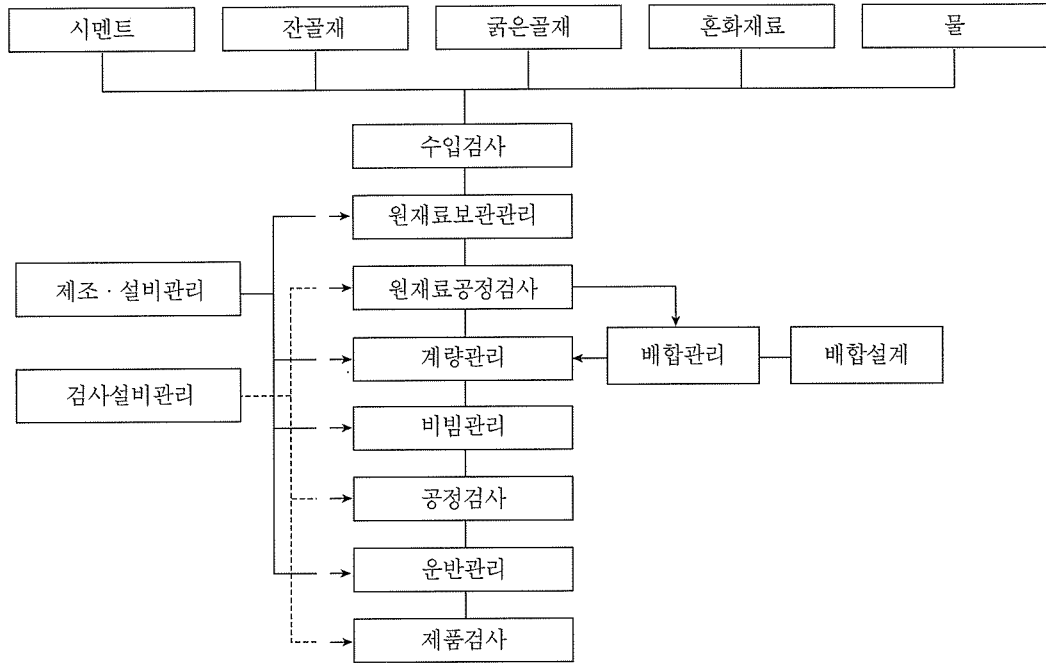 시멘트
잔골재
굵은골재
혼화재료
물
수입검사
원재료보관관리
제조·설비관리
원재료공정검사
계량관리
배합관리
배합설계
검사설비관리
비빔관리
공정검사
운반관리
제품검사